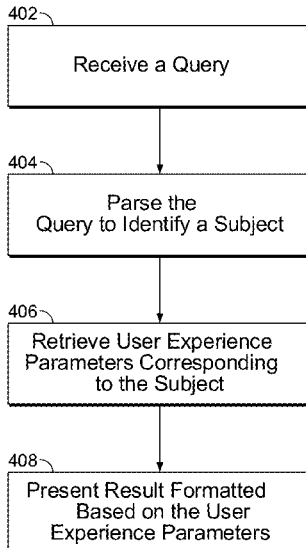 402
Receive a Query
404
Parse the
Query to Identify a Subject
406
Retrieve User Experience
Parameters Corresponding
to the Subject
408
Present Result Formatted
Based on the User
Experience Parameters